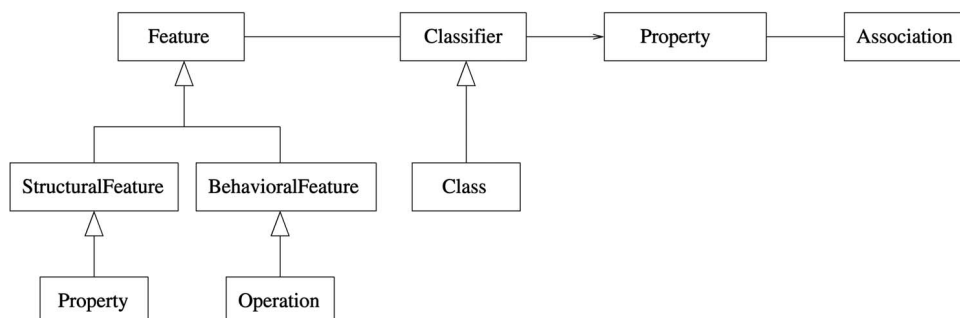 Feature
Classifier
Property
Association
StructuralFeature
BehavioralFeature
Class
Property
Operation